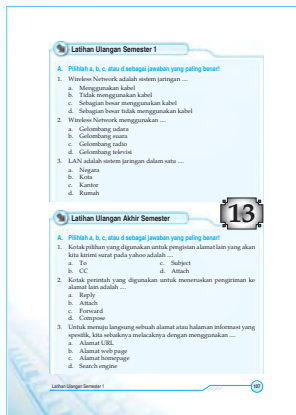 Latihan Ulangan Semester 1
A. Pilihlah a, b, c, atau d sebagai jawaban yang paling benar!
1. Wireless Network adalah sistem jaringan ....
a. Menggunakan kabel
b. Tidak menggunakan kabel
c. Sebagian besar menggunakan kabel
d. Sebagian besar tidak menggunakan kabel
2. Wireless Network menggunakan ....
a. Gelombang udara
b. Gelombang suara
c. Gelombang radio
d. Gelombang televisi
3. LAN adalah sistem jaringan dalam satu ....
a. Negara
b. Kota
c. Kantor
d. Rumah
13
Latihan Ulangan Akhir Semester
A. Pilihlah a, b, c, atau d sebagai jawaban yang paling benar!
1. Kotak pilihan yang digunakan untuk pengisian alamat lain yang akan
kita kirimi surat pada yahoo adalah ....
a. To c. Subject
b. CC d. Attach
2. Kotak perintah yang digunakan untuk meneruskan pengiriman ke
alamat lain adalah ....
a. Reply
b. Attach
c. Forward
d. Compose
3. Untuk menuju langsung sebuah alamat atau halaman informasi yang
spesifik, kita sebaiknya melacaknya dengan menggunakan ....
a. Alamat URL
b. Alamat web page
c. Alamat homepage
d. Search engine
Latihan Ulangan Semester 1
107